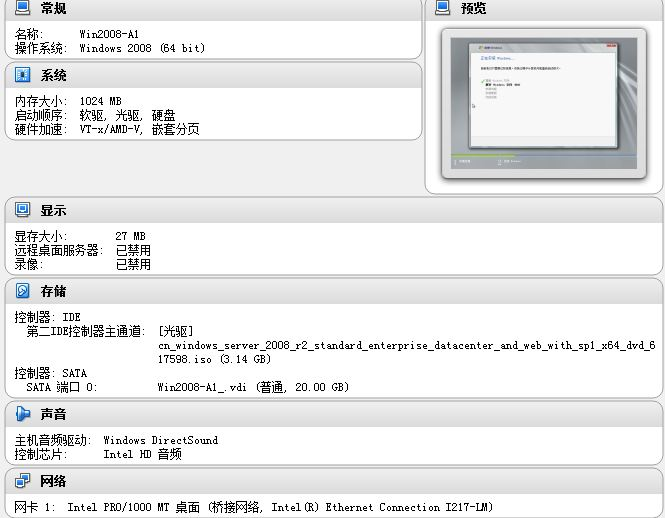 常规
名称: Win2008-A1
操作系统: Windows 2008 (64 bit)
预览
系统
内存大小: 1024 MB
启动顺序: 软驱, 光驱, 硬盘
硬件加速: VT-x/AMD-V, 嵌套分页
显示
显存大小: 27 MB
远程桌面服务器: 已禁用
录像: 已禁用
存储
控制器: IDE
第二IDE控制器主通道: [光驱]
cn_windows_server_2008_r2_standard_enterprise_datacenter_and_web_with_sp1_x64_dvd_6
17598.iso (3.14 GB)
控制器: SATA
SATA 端口 0: Win2008-A1_.vdi (普通, 20.00 GB)
声音
主机音频驱动: Windows DirectSound
控制芯片: Intel HD 音频
网络
网卡 1: Intel PRO/1000 MT 桌面 (桥接网络, Intel(R) Ethernet Connection I217-LM)